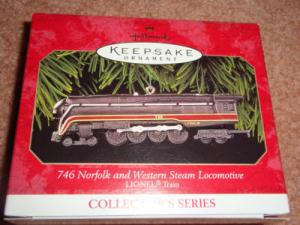 Hallmark
KEEPSAKE
ORNAMENT
746 Norfolk and Western Steam Locomotive
LIONEL Train
COLLECTOR'S SERIES